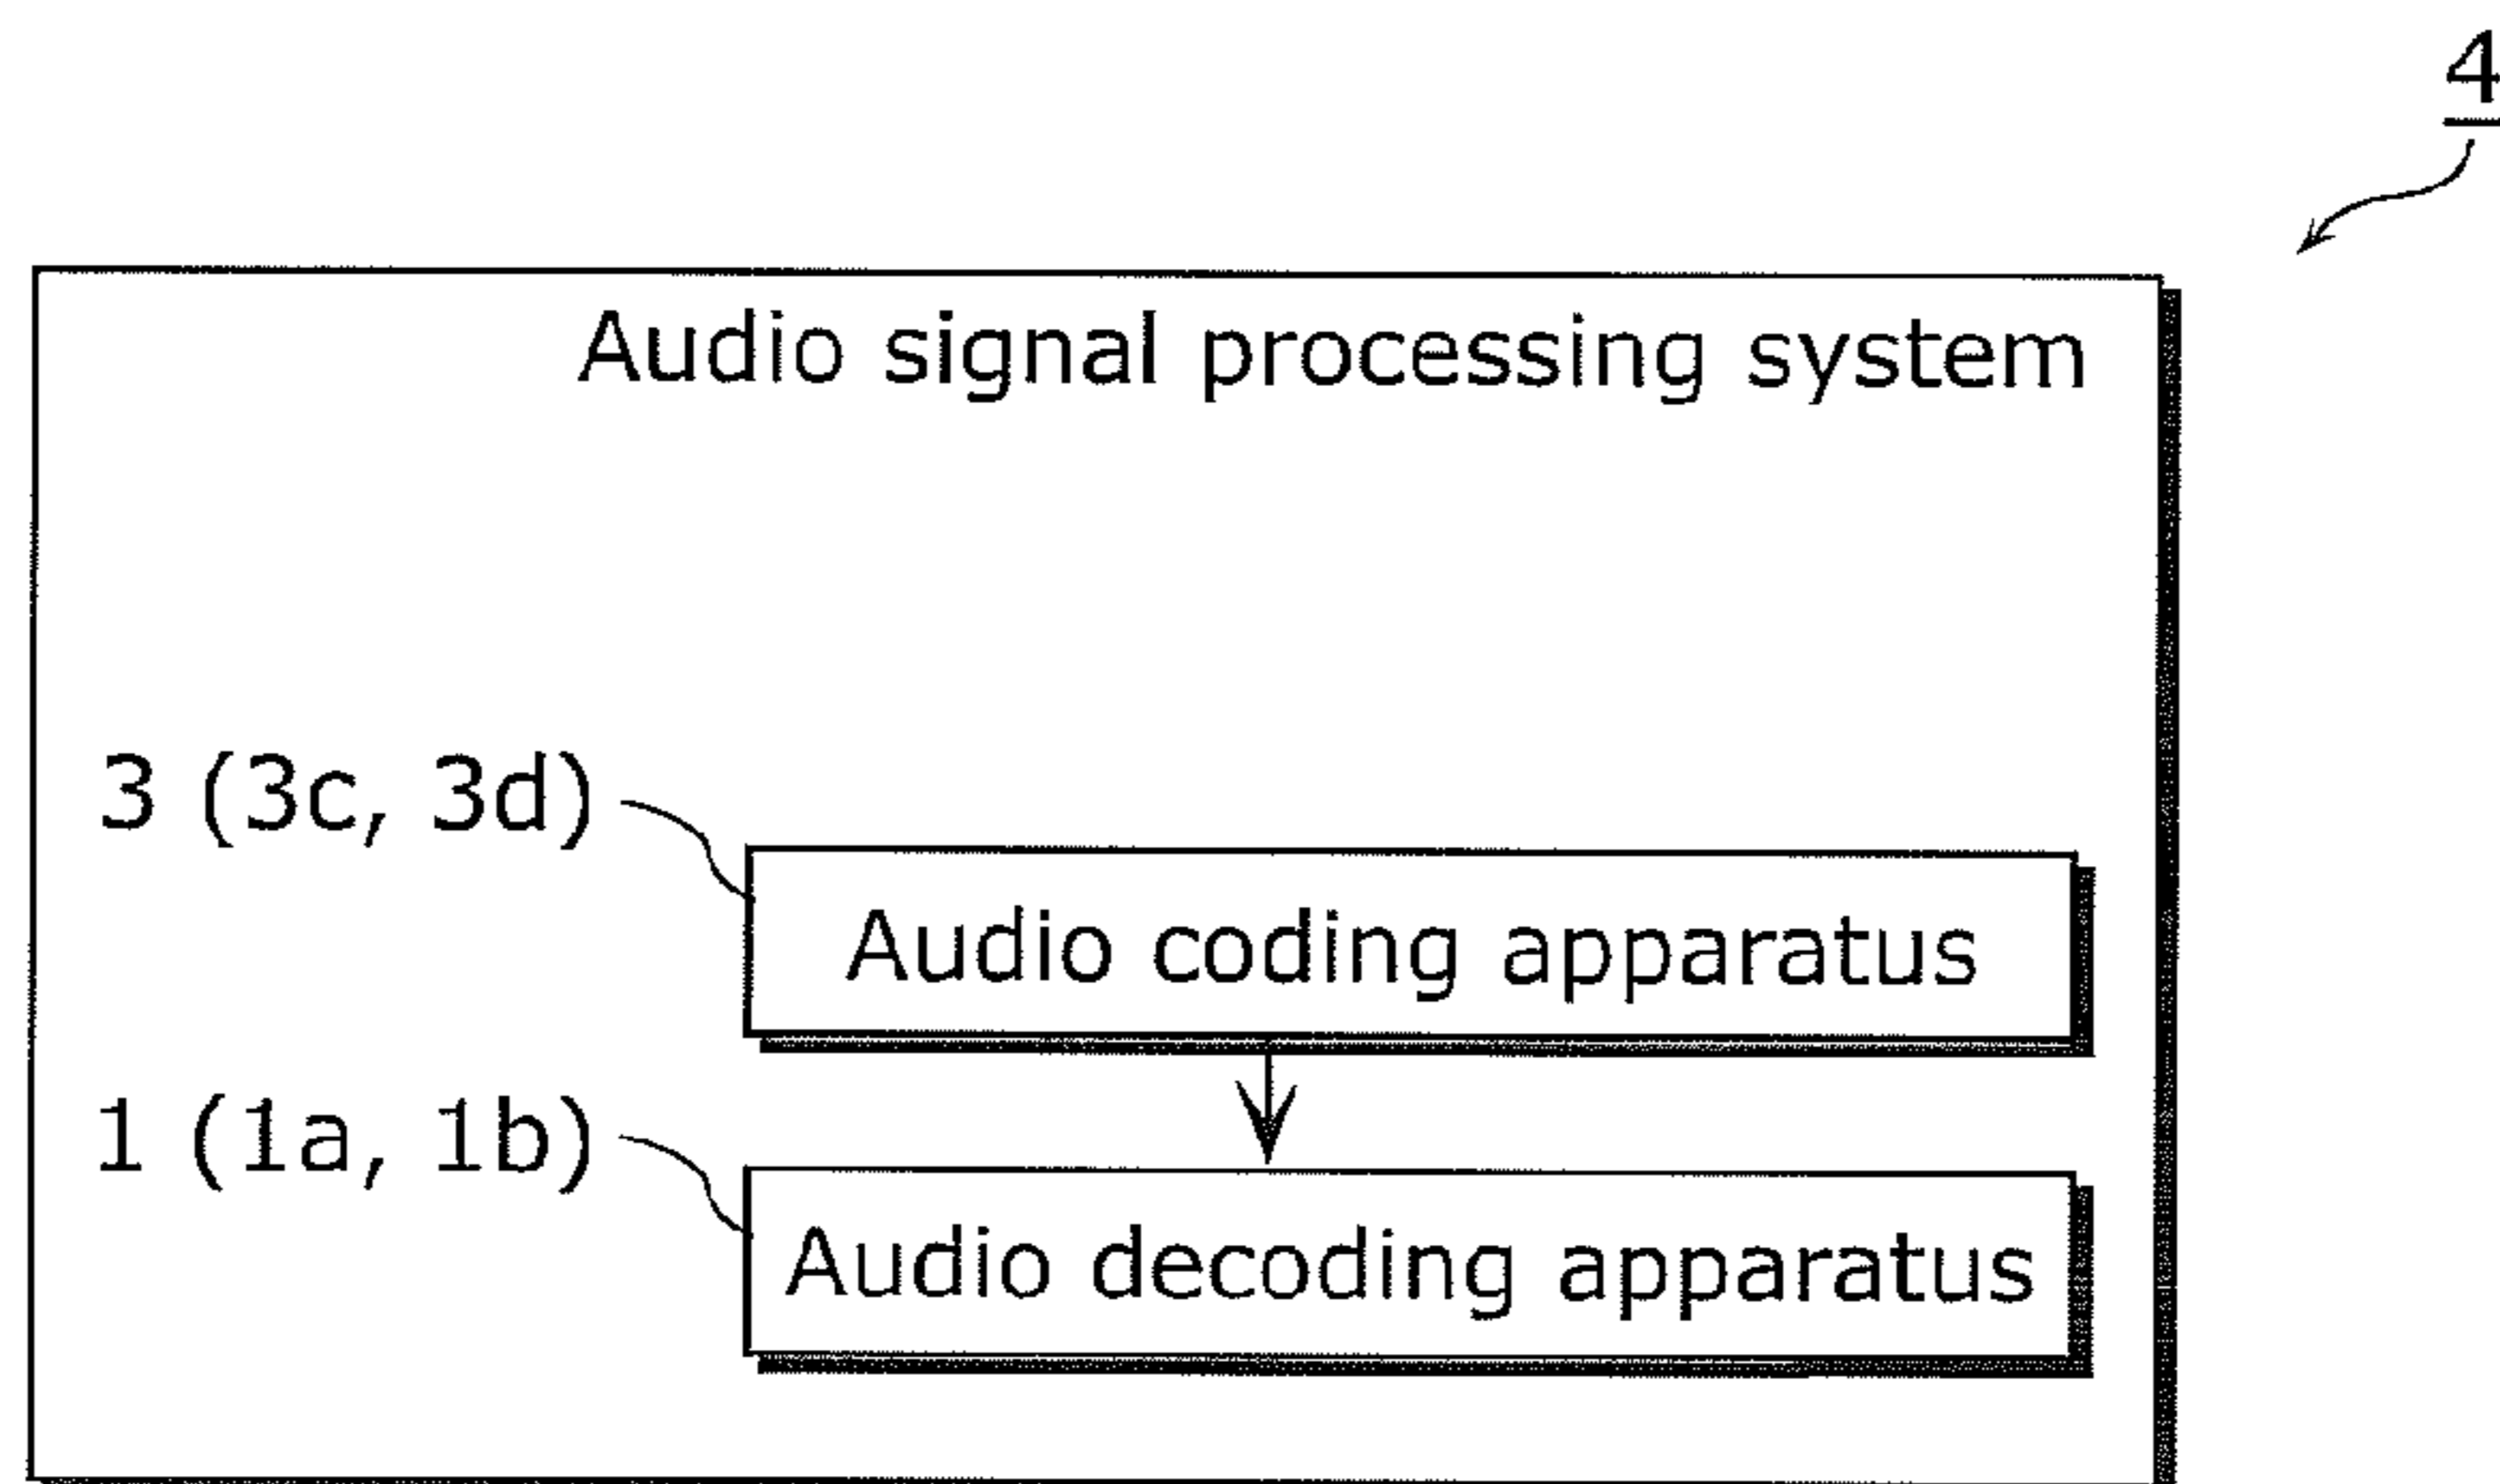 4
Audio signal processing system
3 (3c, 3d)
Audio coding apparatus
1 (1a, 1b)
Audio decoding apparatus